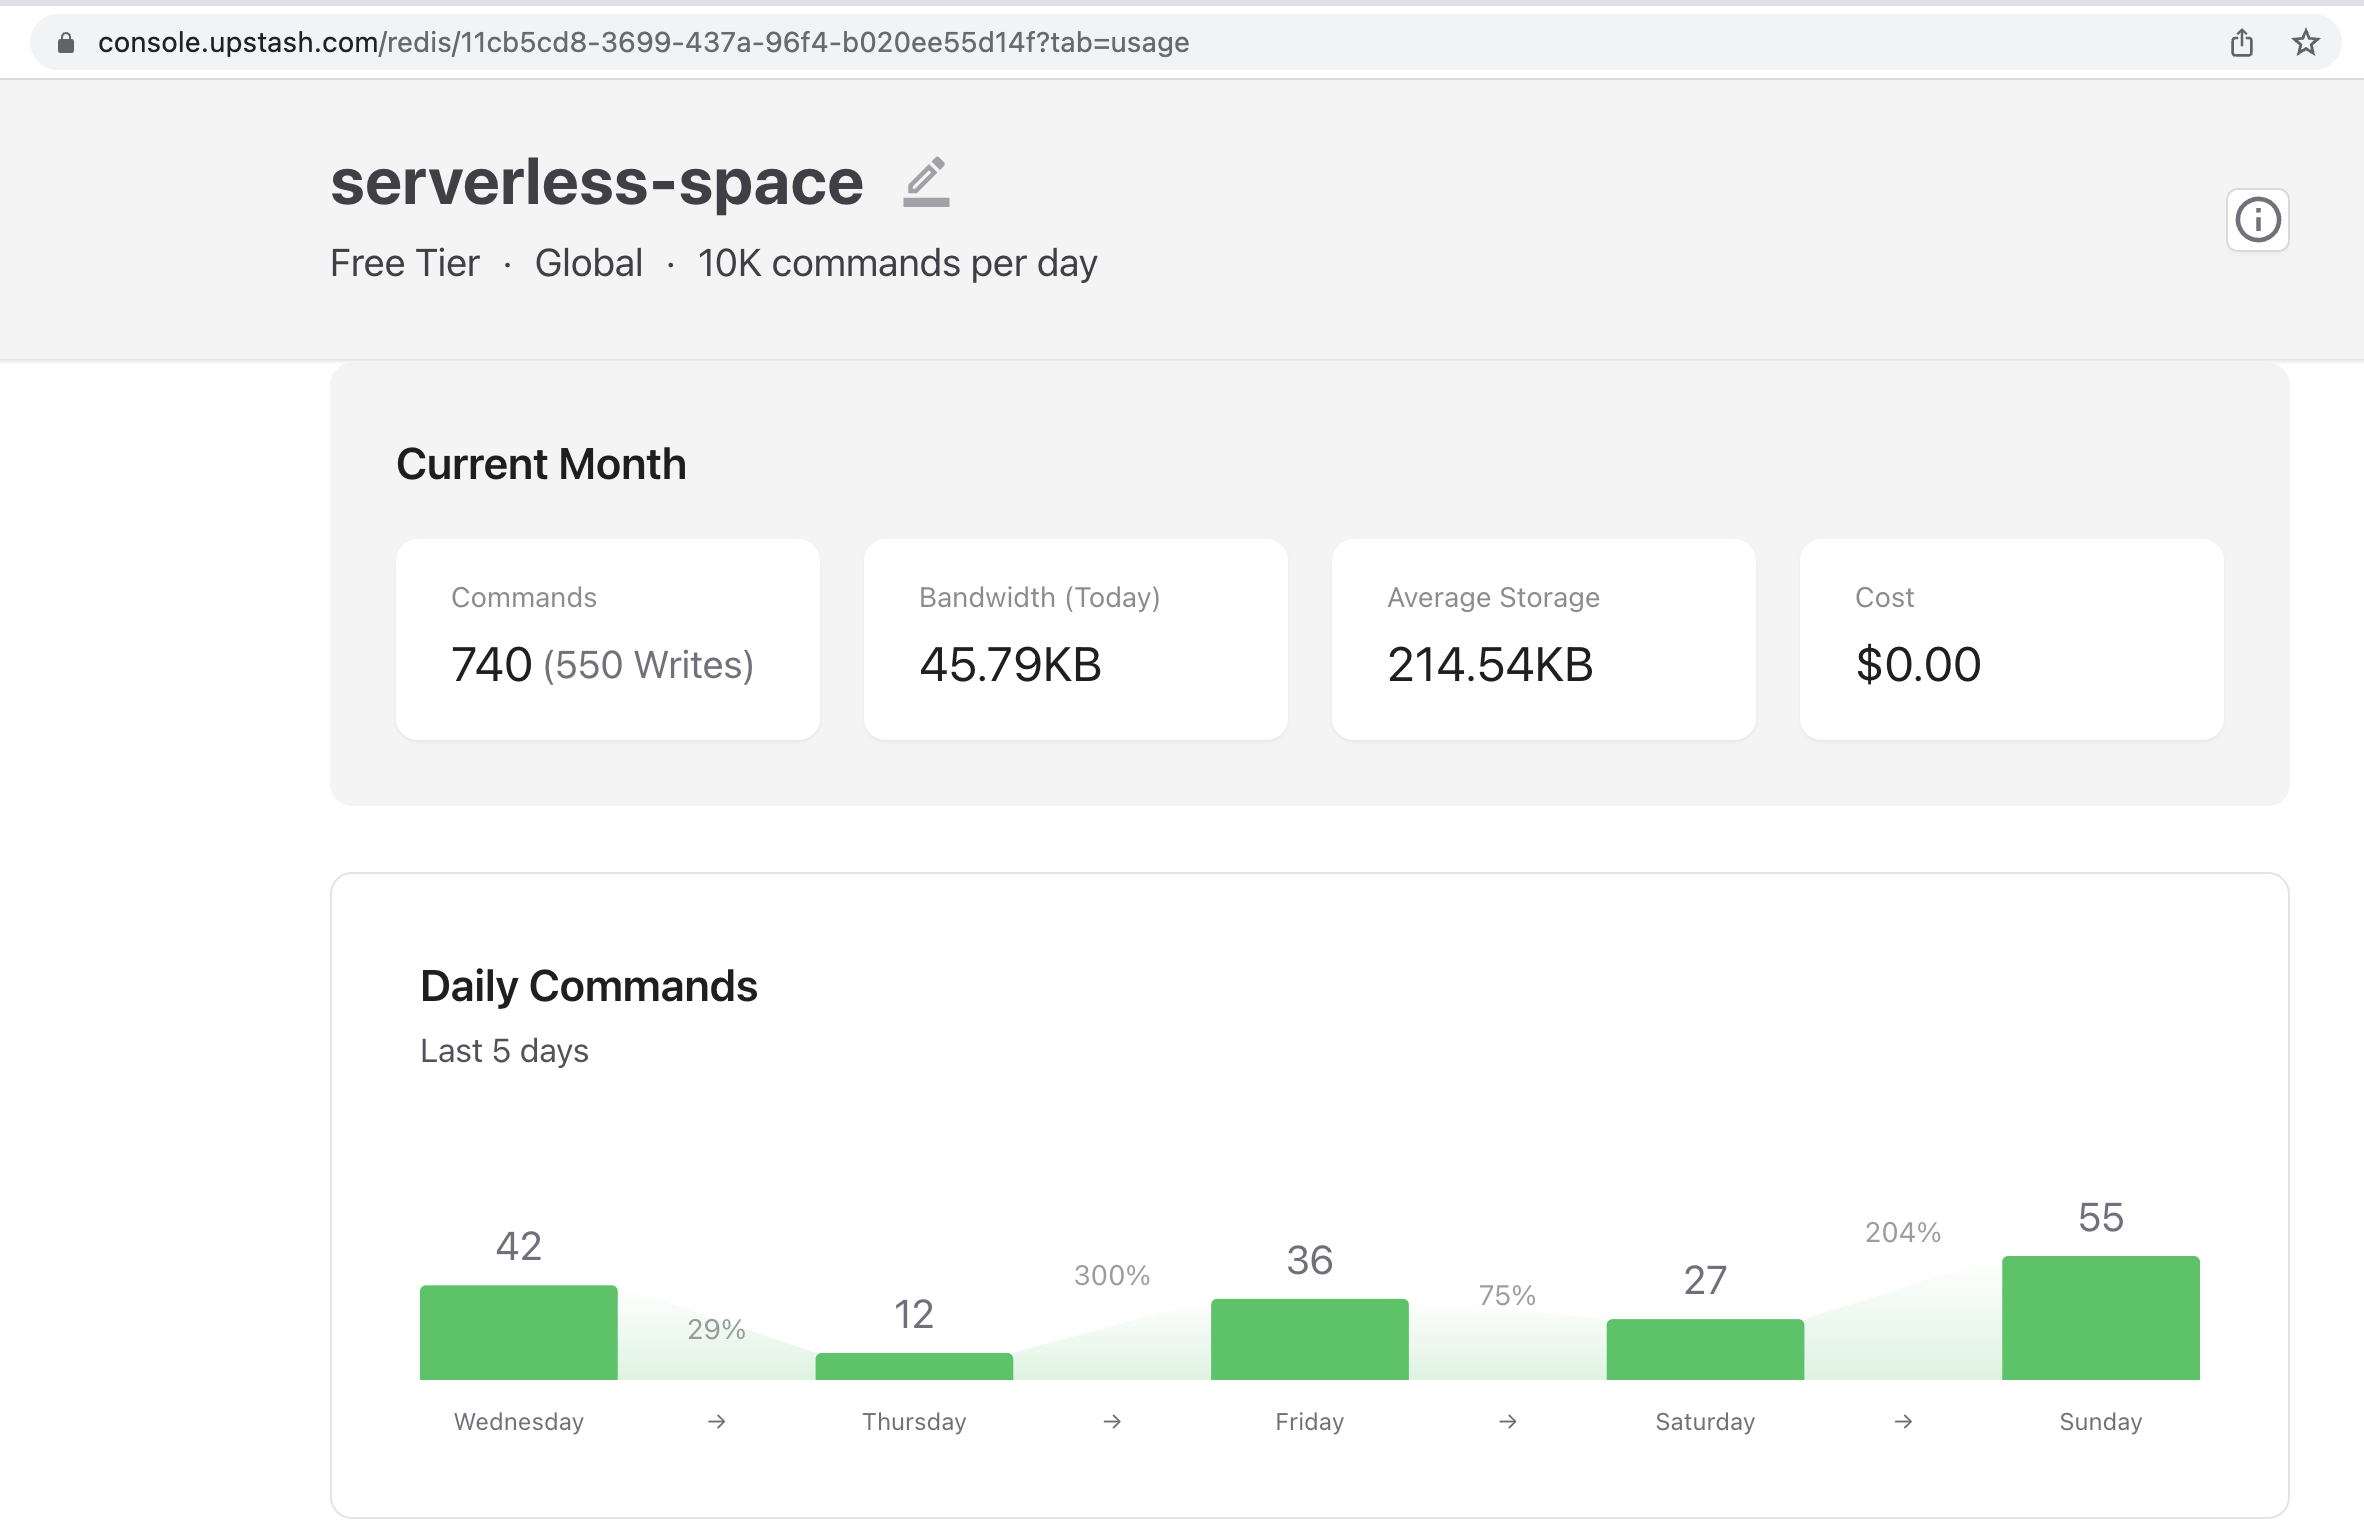 console.upstash.com/redis/11cb5cd8-3699-437a-96f4-b020ee55d14f?tab=usage
serverless-space
Free Tier · Global · 10K commands per day
Current Month
Commands
740 (550 Writes)
Bandwidth (Today)
45.79KB
Average Storage
214.54KB
Cost
$0.00
Daily Commands
Last 5 days
42
29%
12
300%
36
75%
27
204%
55
Wednesday → Thursday → Friday → Saturday → Sunday